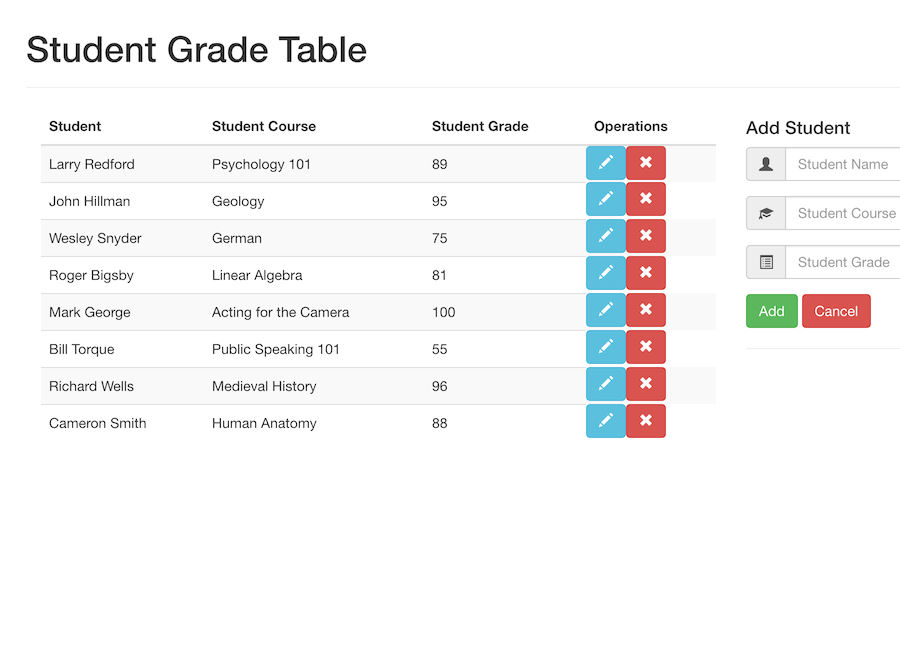 Student Grade Table
Student Student Course Student Grade Operations
Larry Redford Psychology 101 89
John Hillman Geology 95
Wesley Snyder German 75
Roger Bigsby Linear Algebra 81
Mark George Acting for the Camera 100
Bill Torque Public Speaking 101 55
Richard Wells Medieval History 96
Cameron Smith Human Anatomy 88
Add Student
Student Name
Student Course
Student Grade
Add Cancel